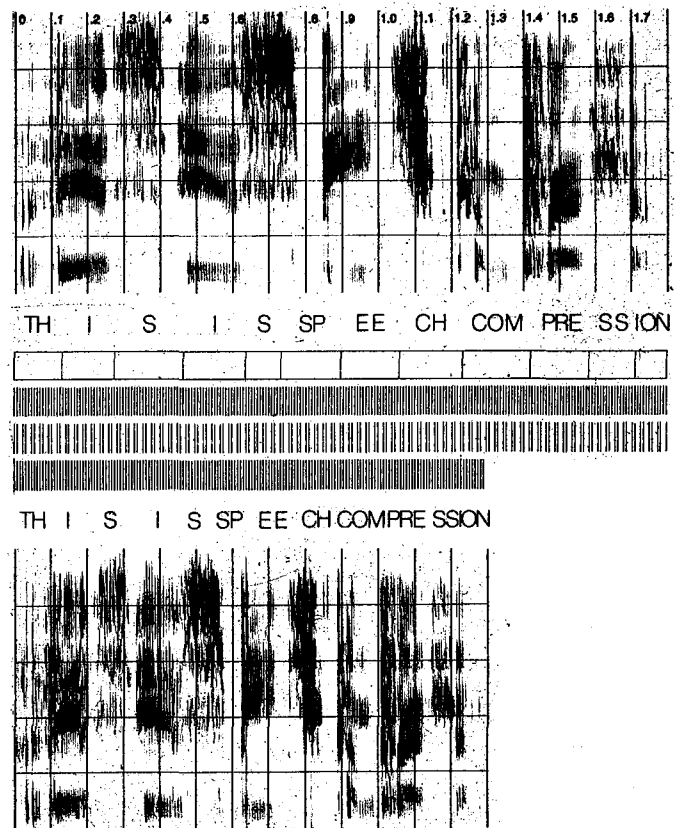 0 .1 .2 .3 .4 .5 .6 .7 .8 .9 1.0 1.1 1.2 1.3 1.4 1.5 1.6 1.7
TH I S I S SP EE CH COM PRE SS ION
TH I S I S SP EE CH COMPRE SSION